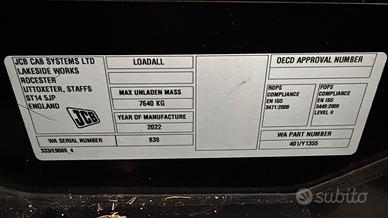 JCB CAB SYSTEMS LTD
LAKESIDE WORKS
ROCESTER
UTTOXETER, STAFFS
ST14 5JP
ENGLAND
JCB
WA SERIAL NUMBER
333/E9089_4
LOADALL
MAX UNLADEN MASS
7640 KG
YEAR OF MANUFACTURE
2022
839
OECD APPROVAL NUMBER
ROPS
COMPLIANCE
EN ISO
3471:2008
FOPS
COMPLIANCE
EN ISO
3449:2008
LEVEL II
WA PART NUMBER
401/Y1355
subito